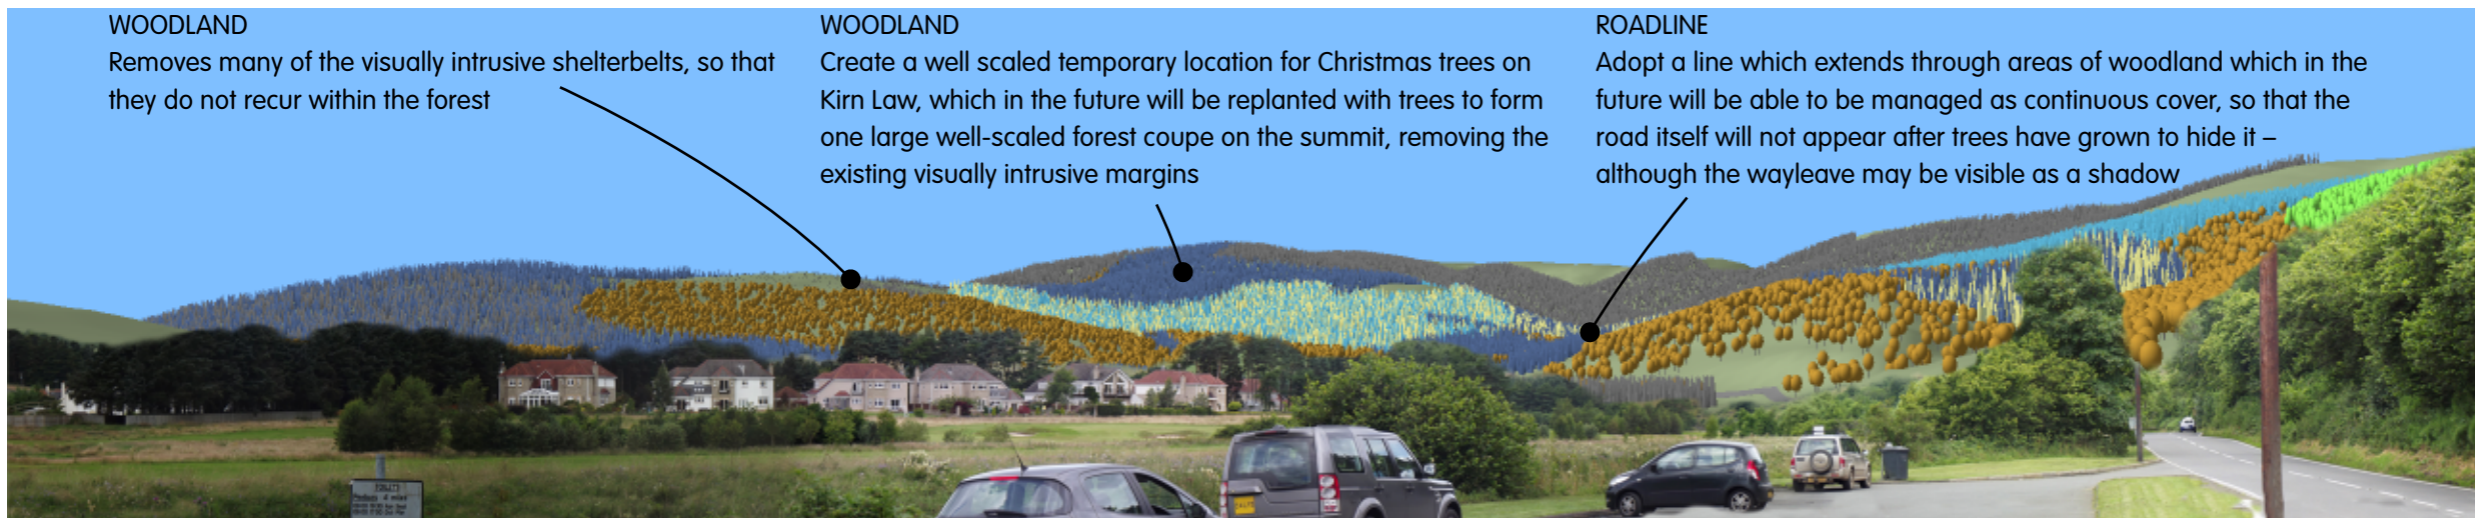 WOODLAND
Removes many of the visually intrusive shelterbelts, so that
they do not recur within the forest
WOODLAND
Create a well scaled temporary location for Christmas trees on
Kirn Law, which in the future will be replanted with trees to form
one large well-scaled forest coupe on the summit, removing the
existing visually intrusive margins
ROADLINE
Adopt a line which extends through areas of woodland which in the
future will be able to be managed as continuous cover, so that the
road itself will not appear after trees have grown to hide it –
although the wayleave may be visible as a shadow
TOILETS
Peebles 4 miles